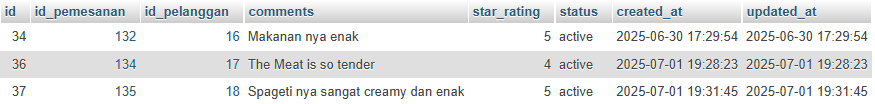 id id_pemesanan id_pelanggan comments star_rating status created_at updated_at
34 132 16 Makanan nya enak 5 active 2025-06-30 17:29:54 2025-06-30 17:29:54
36 134 17 The Meat is so tender 4 active 2025-07-01 19:28:23 2025-07-01 19:28:23
37 135 18 Spageti nya sangat creamy dan enak 5 active 2025-07-01 19:31:45 2025-07-01 19:31:45